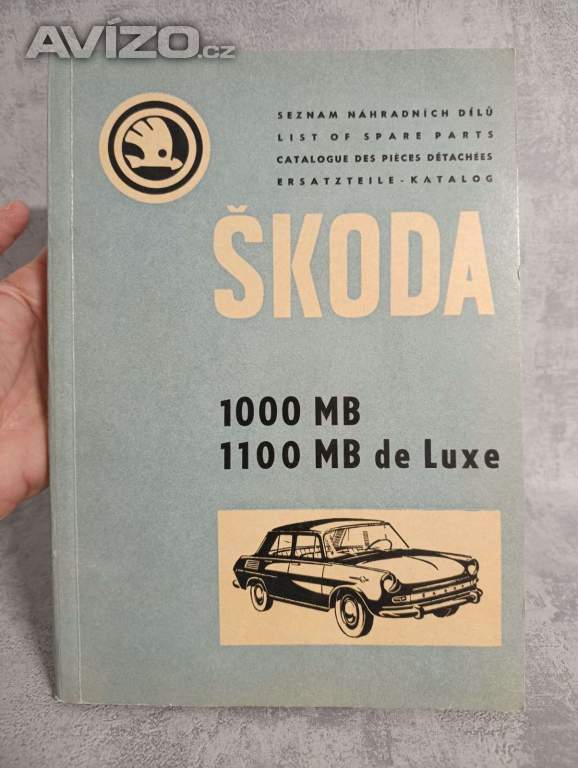 AVÍZO.cz
SEZNAM NÁHRADNÍCH DÍLŮ
LIST OF SPARE PARTS
CATALOGUE DES PIÈCES DÉTACHÉES
ERSATZTEILE-KATALOG
ŠKODA
1000 MB
1100 MB de Luxe